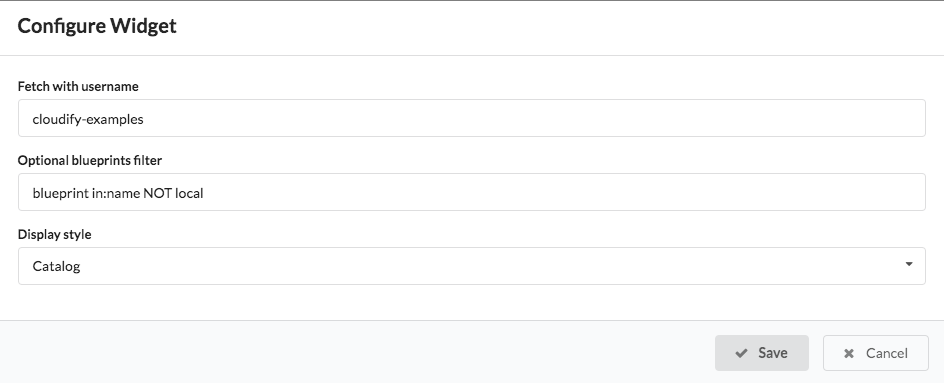 Configure Widget
Fetch with username
cloudify-examples
Optional blueprints filter
blueprint in:name NOT local
Display style
Catalog
Save
Cancel